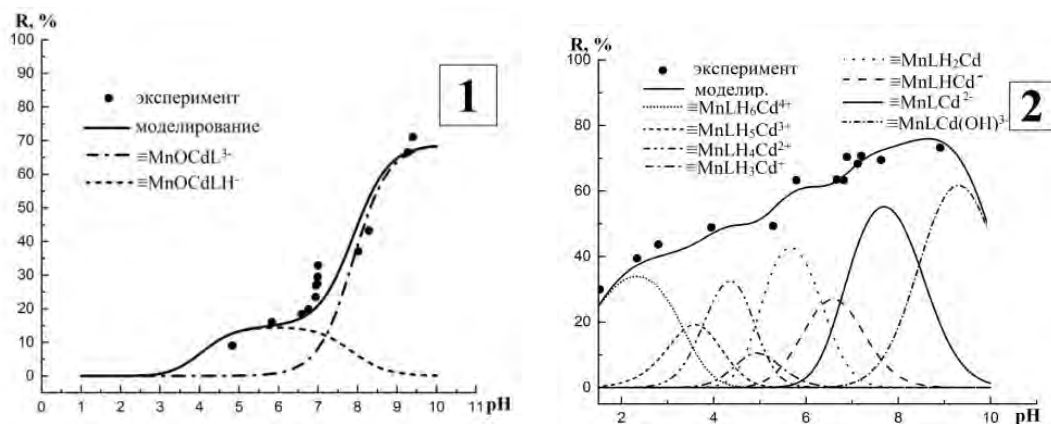 R, %
1
100
90
80
70
60
50
40
30
20
10
0
эксперимент
моделирование
≡MnOCdL³⁻
≡MnOCdLH⁻
0 1 2 3 4 5 6 7 8 9 10 11
pH
R, %
2
100
80
60
40
20
0
эксперимент
моделир.
≡MnLH₆Cd⁴⁺
≡MnLH₅Cd³⁺
≡MnLH₄Cd²⁺
≡MnLH₃Cd⁺
≡MnLH₂Cd
≡MnLHCd⁻
≡MnLCd²⁻
≡MnLCd(OH)³⁻
2 4 6 8 10
pH